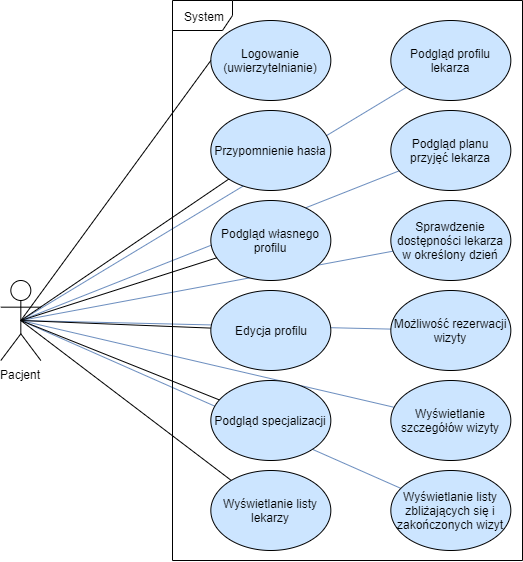 System
Logowanie
(uwierzytelnianie)
Podgląd profilu
lekarza
Przypomnienie hasła
Podgląd planu
przyjęć lekarza
Podgląd własnego
profilu
Sprawdzenie
dostępności lekarza
w określony dzień
Edycja profilu
Możliwość rezerwacji
wizyty
Pacjent
Podgląd specjalizacji
Wyświetlanie
szczegółów wizyty
Wyświetlanie listy
lekarzy
Wyświetlanie listy
zbliżających się i
zakończonych wizyt